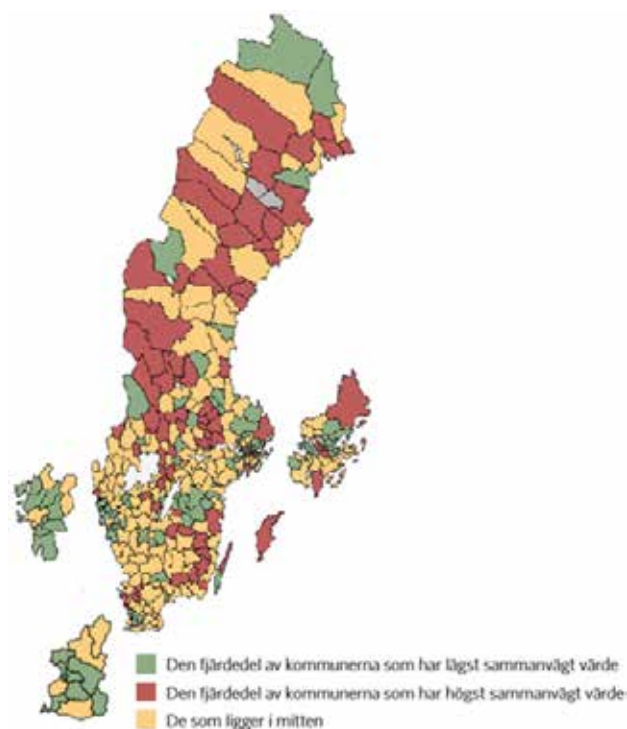 Den fjärdedel av kommunerna som har lägst sammanvägt värde
Den fjärdedel av kommunerna som har högst sammanvägt värde
De som ligger i mitten